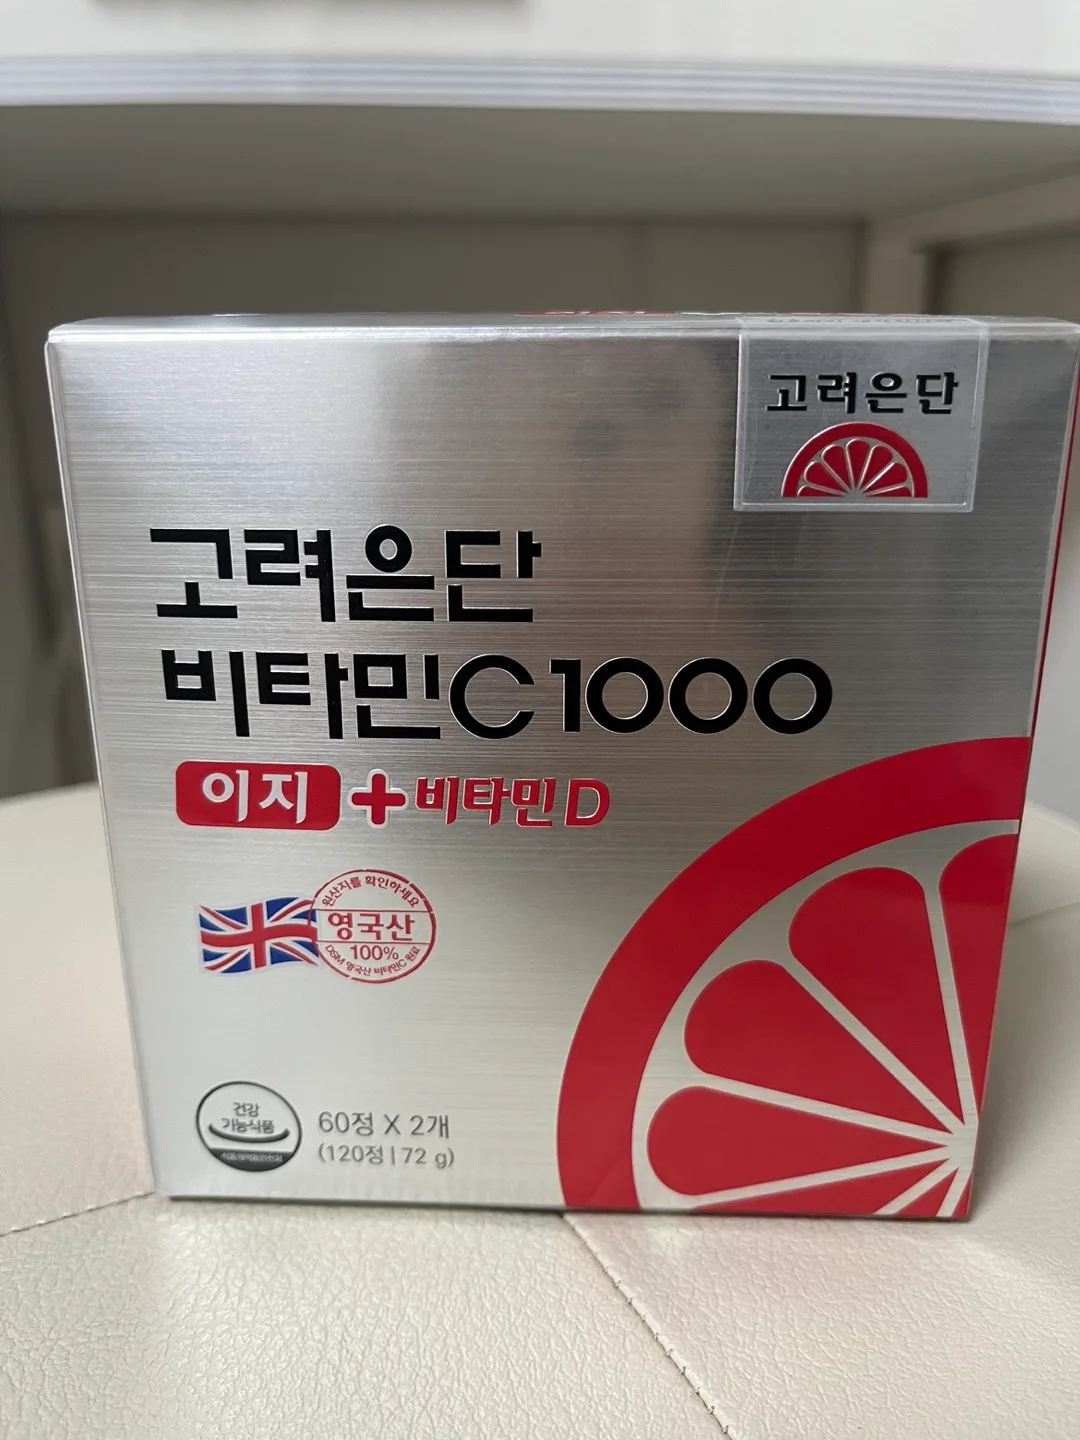 고려은단
고려은단
비타민C1000
이지 +비타민D
원산지를 확인하세요
영국산
100%
DSM 영국산 비타민C 원료
건강
기능식품
60정 X 2개
(120정 | 72 g)